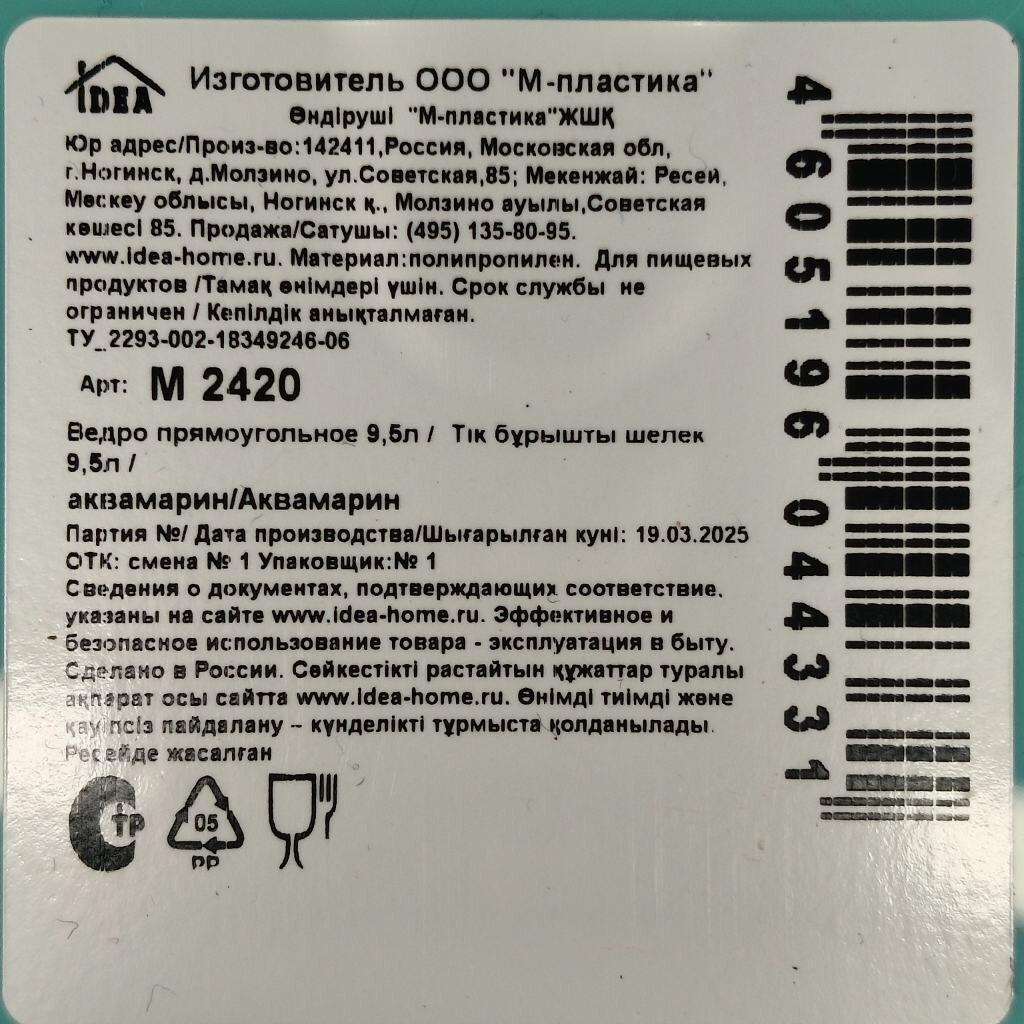 IDEA
Изготовитель ООО "М-пластика"
Өндіруші "М-пластика"ЖШҚ
Юр адрес/Произ-во:142411,Россия, Московская обл,
г.Ногинск, д.Молзино, ул.Советская,85; Мекенжай: Ресей,
Мәскеу облысы, Ногинск қ., Молзино ауылы,Советская
көшесі 85. Продажа/Сатушы: (495) 135-80-95.
www.idea-home.ru. Материал:полипропилен. Для пищевых
продуктов /Тамақ өнімдері үшін. Срок службы не
ограничен / Кепілдік анықталмаған.
ТУ_2293-002-18349246-06
Арт: М 2420
Ведро прямоугольное 9,5л / Тік бұрышты шелек
9,5л /
аквамарин/Аквамарин
Партия №/ Дата производства/Шығарылған куні: 19.03.2025
ОТК: смена № 1 Упаковщик:№ 1
Сведения о документах, подтверждающих соответствие.
указаны на сайте www.idea-home.ru. Эффективное и
безопасное использование товара - эксплуатация в быту.
Сделано в России. Сәйкестікті растайтын құжаттар туралы
ақпарат осы сайтта www.idea-home.ru. Өнімді тиімді және
қауіпсіз пайдалану – күнделікті тұрмыста қолданылады.
Ресейде жасалған
СТР
05
PP
4 605196 044331